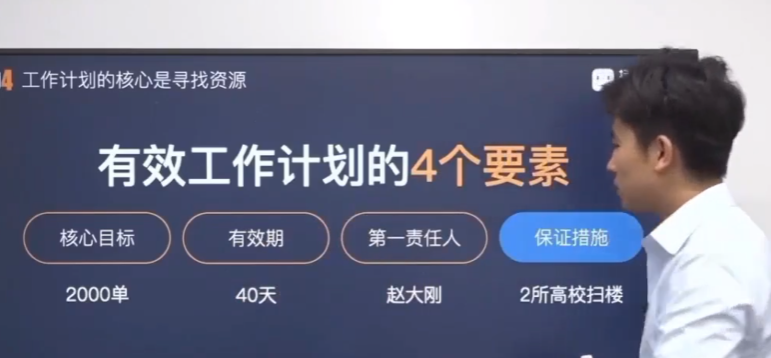 4 工作计划的核心是寻找资源
有效工作计划的4个要素
核心目标 有效期 第一责任人 保证措施
2000单 40天 赵大刚 2所高校扫楼